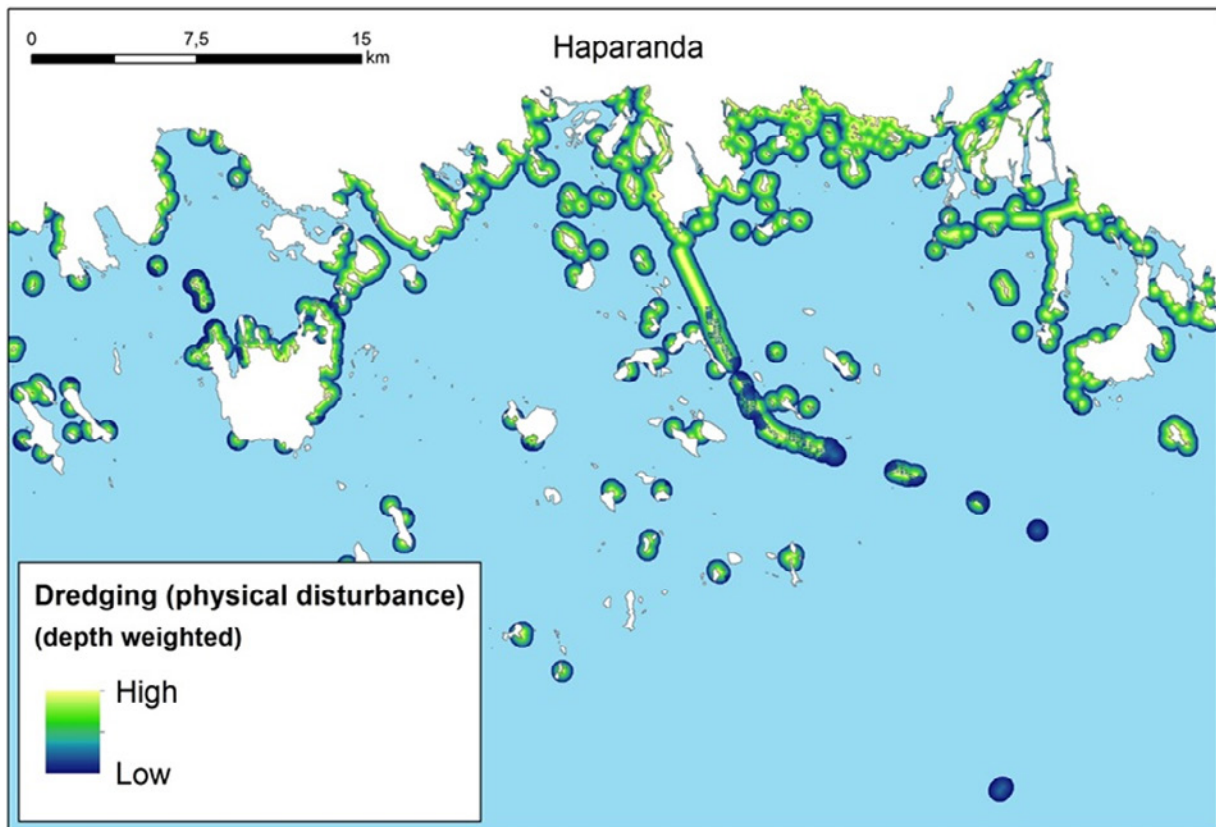 0 7,5 15
km
Haparanda
Dredging (physical disturbance)
(depth weighted)
High
Low